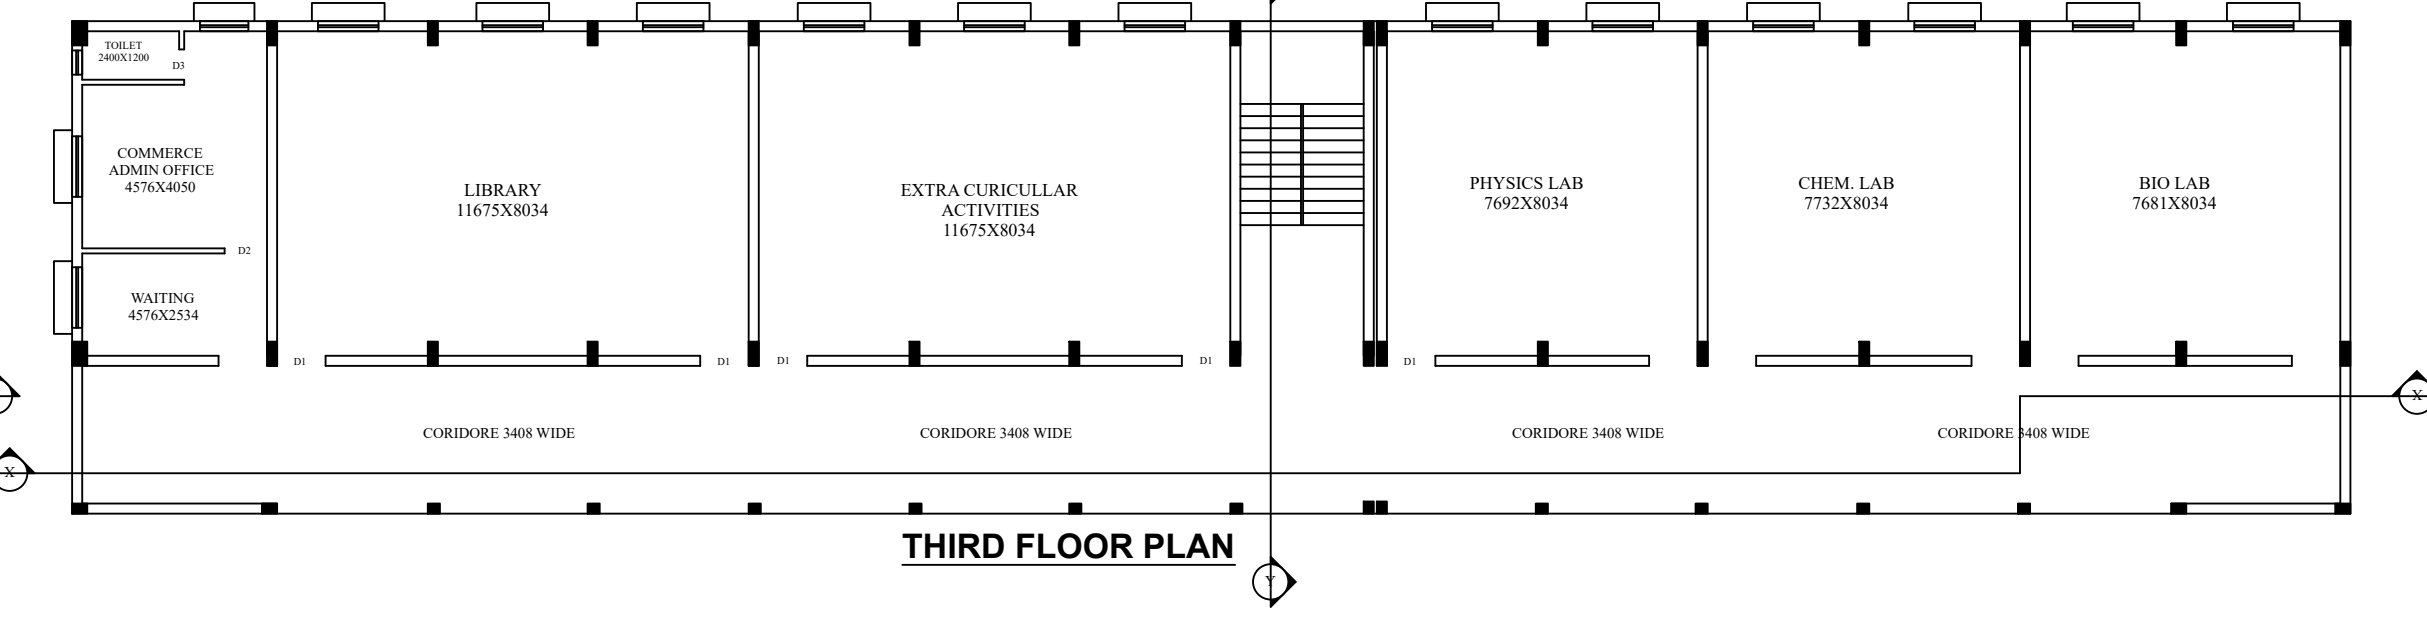 TOILET
2400X1200
D3
COMMERCE
ADMIN OFFICE
4576X4050
D2
WAITING
4576X2534
LIBRARY
11675X8034
EXTRA CURICULLAR
ACTIVITIES
11675X8034
PHYSICS LAB
7692X8034
CHEM. LAB
7732X8034
BIO LAB
7681X8034
D1
D1
D1
D1
D1
X
CORIDORE 3408 WIDE
CORIDORE 3408 WIDE
CORIDORE 3408 WIDE
CORIDORE 3408 WIDE
X
THIRD FLOOR PLAN
Y